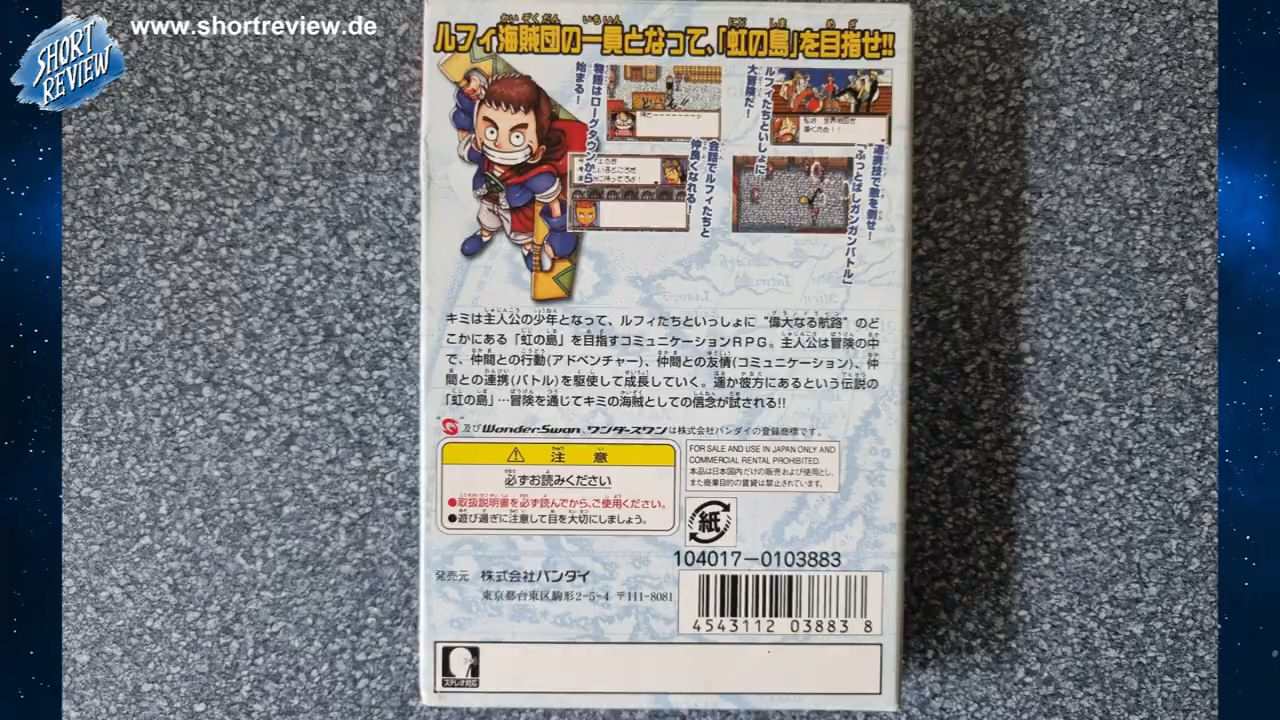 www.shortreview.de
SHORT
REVIEW
ルフィ海賊団の一員となって、「虹の島」を目指せ!!
物語はローグタウンから
始まる!
ルフィたちといっしょに
大冒険だ!
会話でルフィたちと
仲良くなれる!
連携技で敵を倒せ!
「ぶっとばしガンガンバトル」
キミは主人公の少年となって、ルフィたちといっしょに“偉大なる航路”のど
こかにある「虹の島」を目指すコミュニケーションRPG。主人公は冒険の中
で、仲間との行動(アドベンチャー)、仲間との友情(コミュニケーション)、仲
間との連携(バトル)を駆使して成長していく。遥か彼方にあるという伝説の
「虹の島」…冒険を通じてキミの海賊としての信念が試される!!
及びWonderSwan、ワンダースワンは株式会社バンダイの登録商標です。
注意
必ずお読みください
●取扱説明書を必ず読んでから、ご使用ください。
●遊び過ぎに注意して目を大切にしましょう。
FOR SALE AND USE IN JAPAN ONLY AND
COMMERCIAL RENTAL PROHIBITED.
本品は日本国内だけの販売および使用とし、
また商業目的の賃貸は禁止されています。
紙
104017-0103883
発売元 株式会社バンダイ
東京都台東区駒形2-5-4 〒111-8081
4543112 03883 8
ステレオ対応